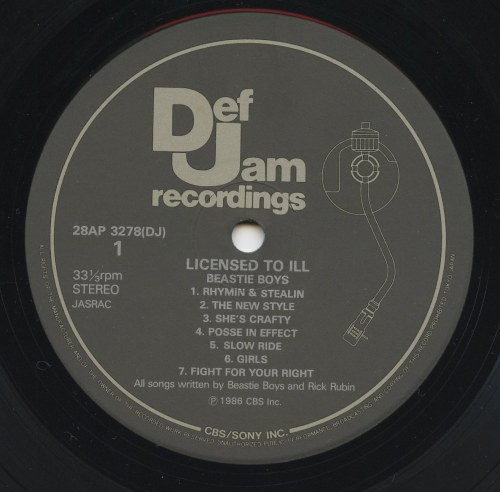 Def
Jam
recordings
28AP 3278(DJ)
1
33⅓rpm
STEREO
JASRAC
LICENSED TO ILL
BEASTIE BOYS
1. RHYMIN & STEALIN
2. THE NEW STYLE
3. SHE'S CRAFTY
4. POSSE IN EFFECT
5. SLOW RIDE
6. GIRLS
7. FIGHT FOR YOUR RIGHT
All songs written by Beastie Boys and Rick Rubin
℗ 1986 CBS Inc.
CBS/SONY INC.